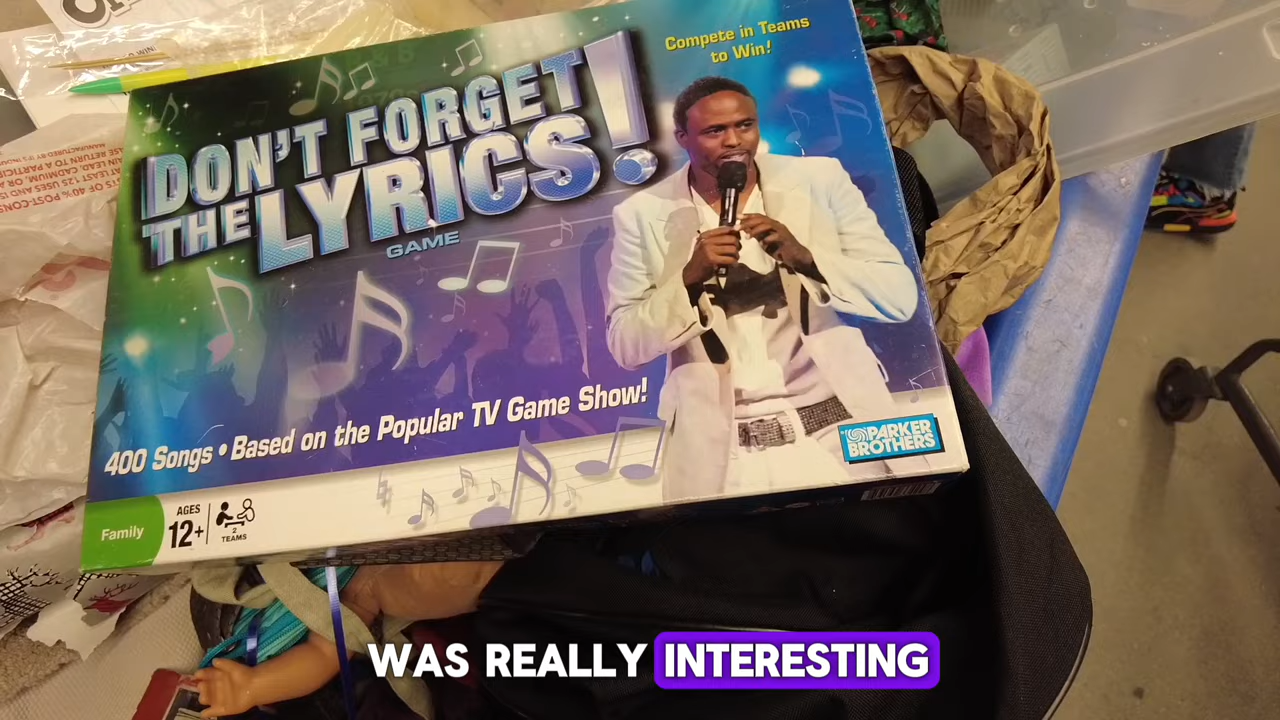 O WIN!
Compete in Teams
to Win!
DON'T FORGET
THE LYRICS!
GAME
400 Songs • Based on the Popular TV Game Show!
PARKER
BROTHERS
Family
AGES
12+
2
TEAMS
WAS REALLY INTERESTING